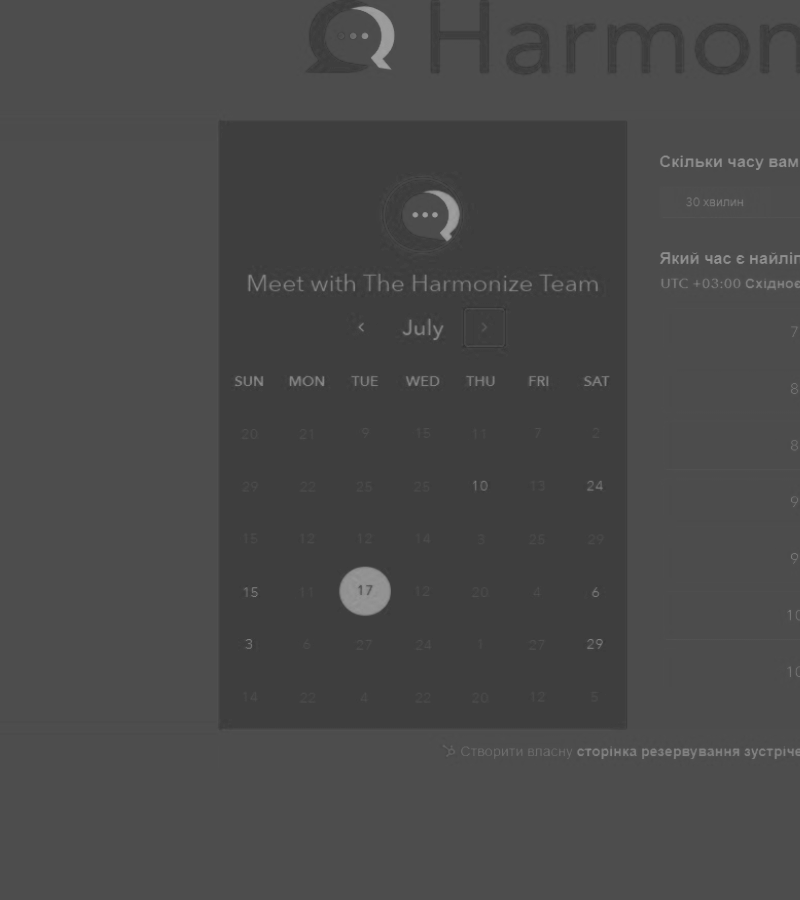 Harmon
Meet with The Harmonize Team
July
SUN MON TUE WED THU FRI SAT
20 21 9 15 11 7 2
29 22 25 25 10 13 24
15 12 12 14 3 25 29
15 11 17 12 20 4 6
3 6 27 24 1 27 29
14 22 4 22 20 12 5
Скільки часу вам
30 хвилин
Який час є найліп
UTC +03:00 Східноє
7
8
8
9
9
10
10
Створити власну сторінка резервування зустріче